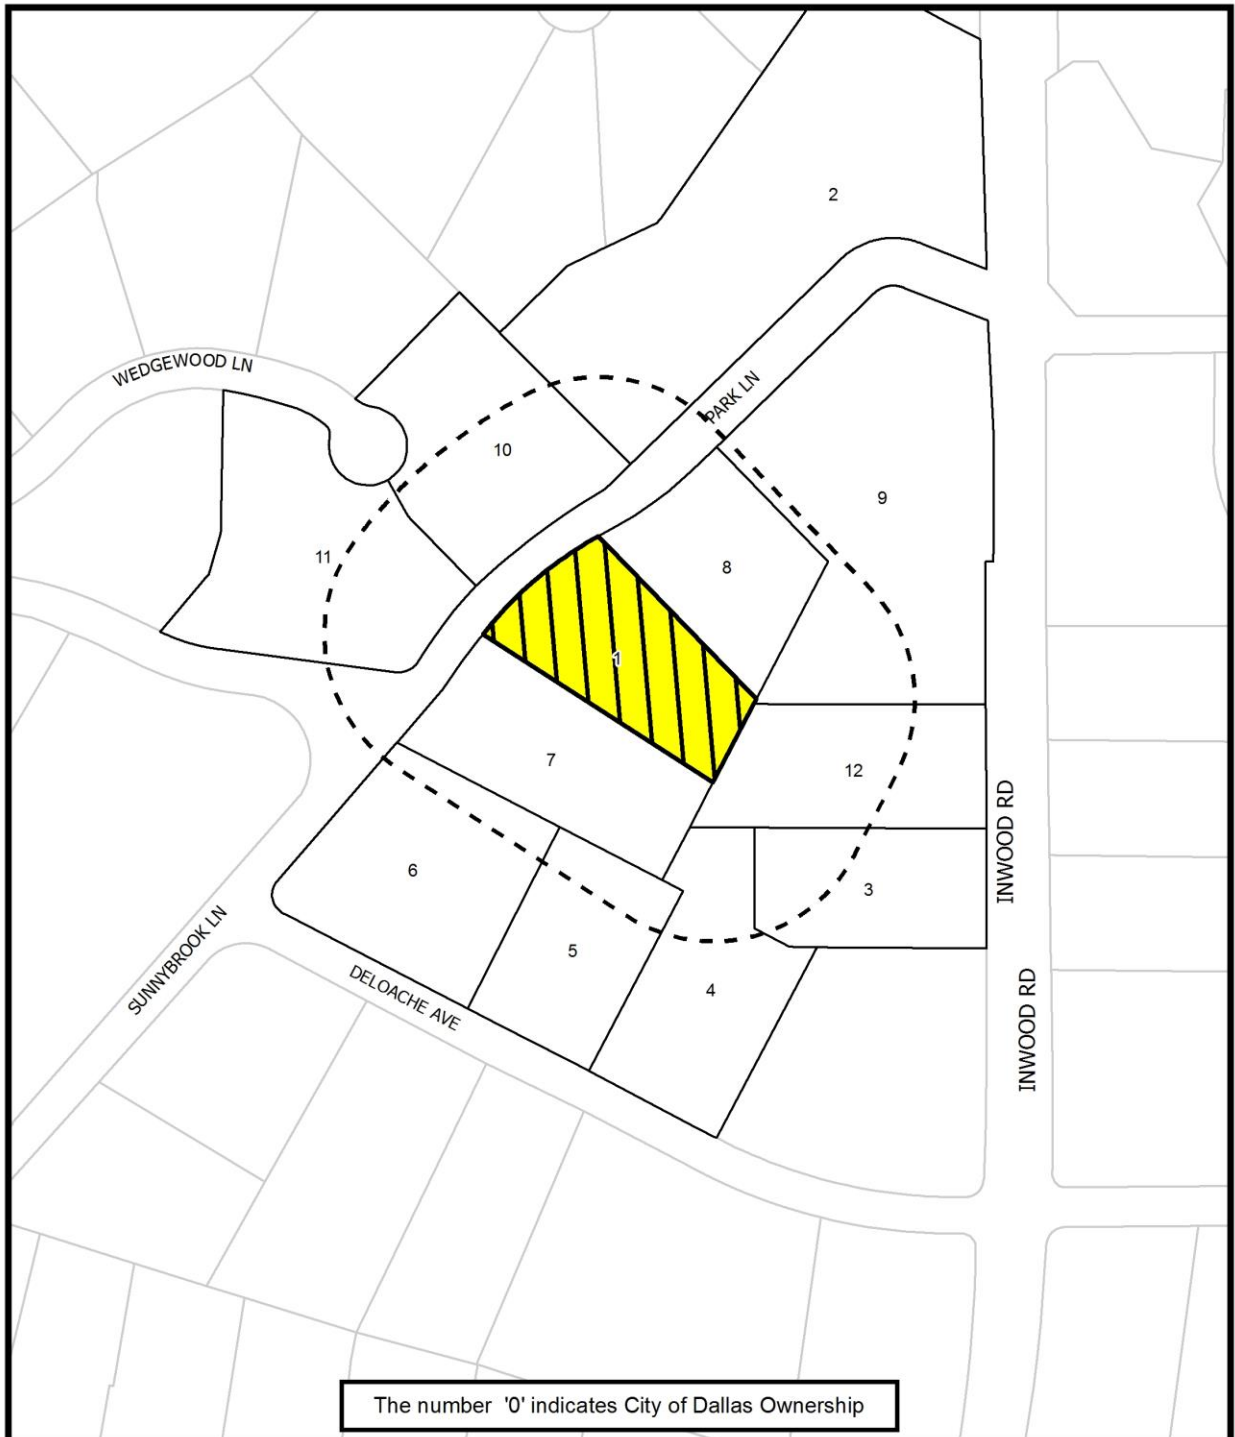 2
WEDGEWOOD LN
PARK LN
10
9
11
8
1
7
12
INWOOD RD
6
3
SUNNYBROOK LN
5
DELOACHE AVE
4
INWOOD RD
The number '0' indicates City of Dallas Ownership